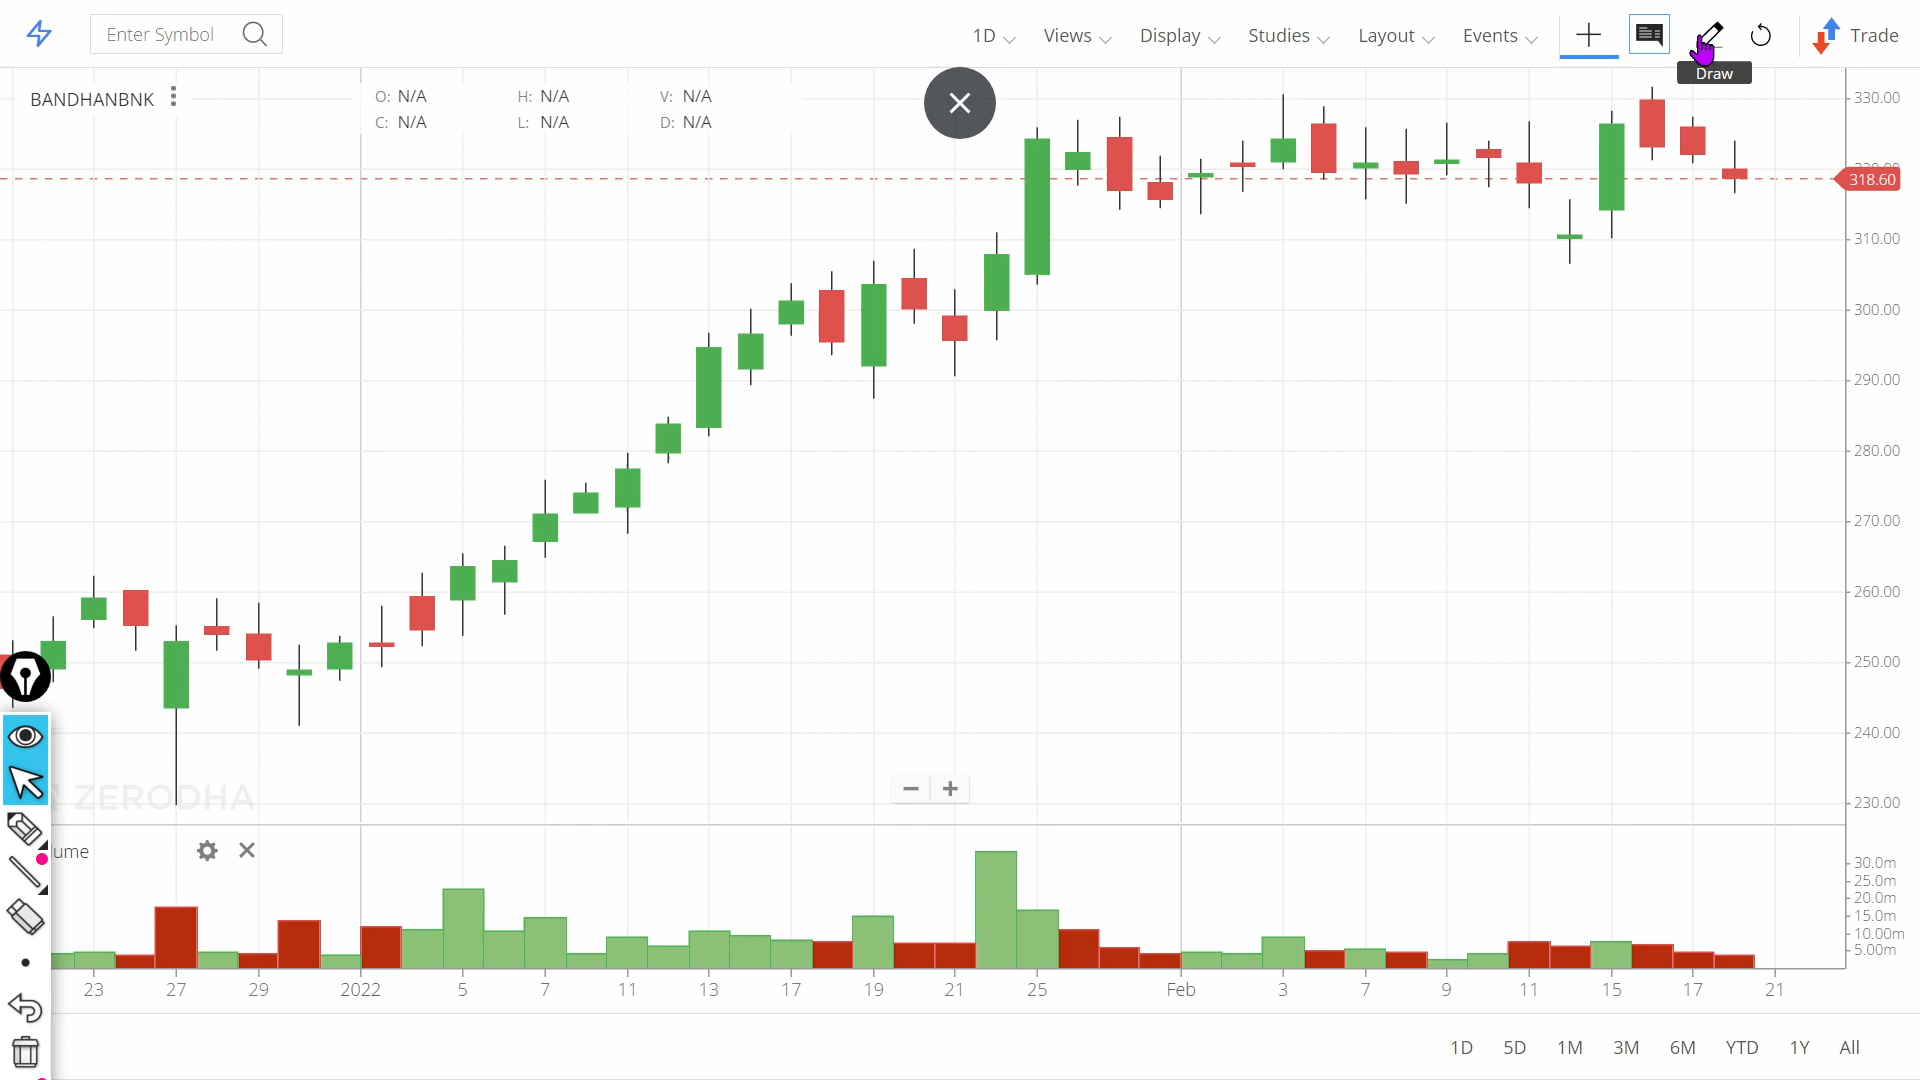 Enter Symbol
1D Views Display Studies Layout Events Trade
Draw
BANDHANBNK
O: N/A H: N/A V: N/A
C: N/A L: N/A D: N/A
330.00
320.00
318.60
310.00
300.00
290.00
280.00
270.00
260.00
250.00
240.00
230.00
ZERODHA
ume
30.0m
25.0m
20.0m
15.0m
10.00m
5.00m
23 27 29 2022 5 7 11 13 17 19 21 25 Feb 3 7 9 11 15 17 21
1D 5D 1M 3M 6M YTD 1Y All